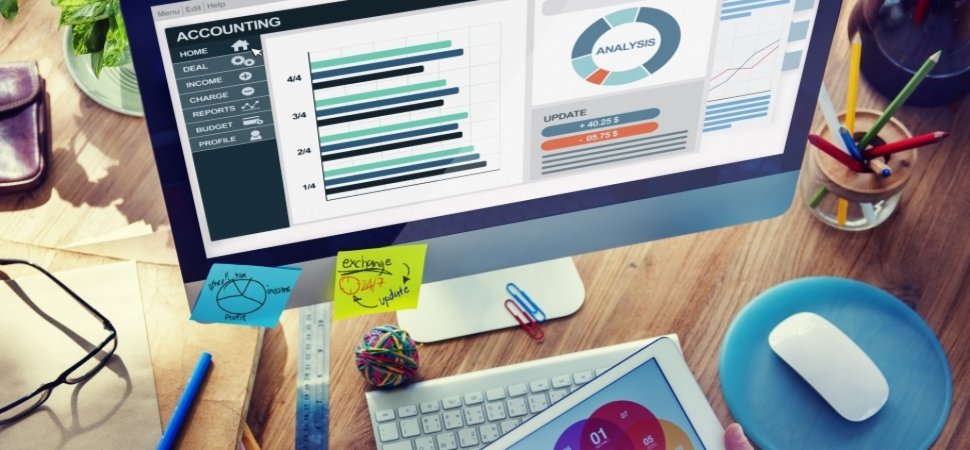 Menu | Edit | Help
ACCOUNTING
HOME
DEAL
INCOME
CHARGE
REPORTS
BUDGET
PROFILE
4/4
3/4
2/4
1/4
ANALYSIS
UPDATE
+ 40.25 $
- 05.75 $
tax
income
Profit
exchange
24/7
update
07
01
05